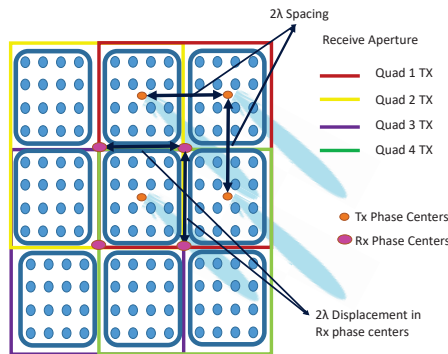 2λ Spacing
Receive Aperture
Quad 1 TX
Quad 2 TX
Quad 3 TX
Quad 4 TX
Tx Phase Centers
Rx Phase Centers
2λ Displacement in
Rx phase centers